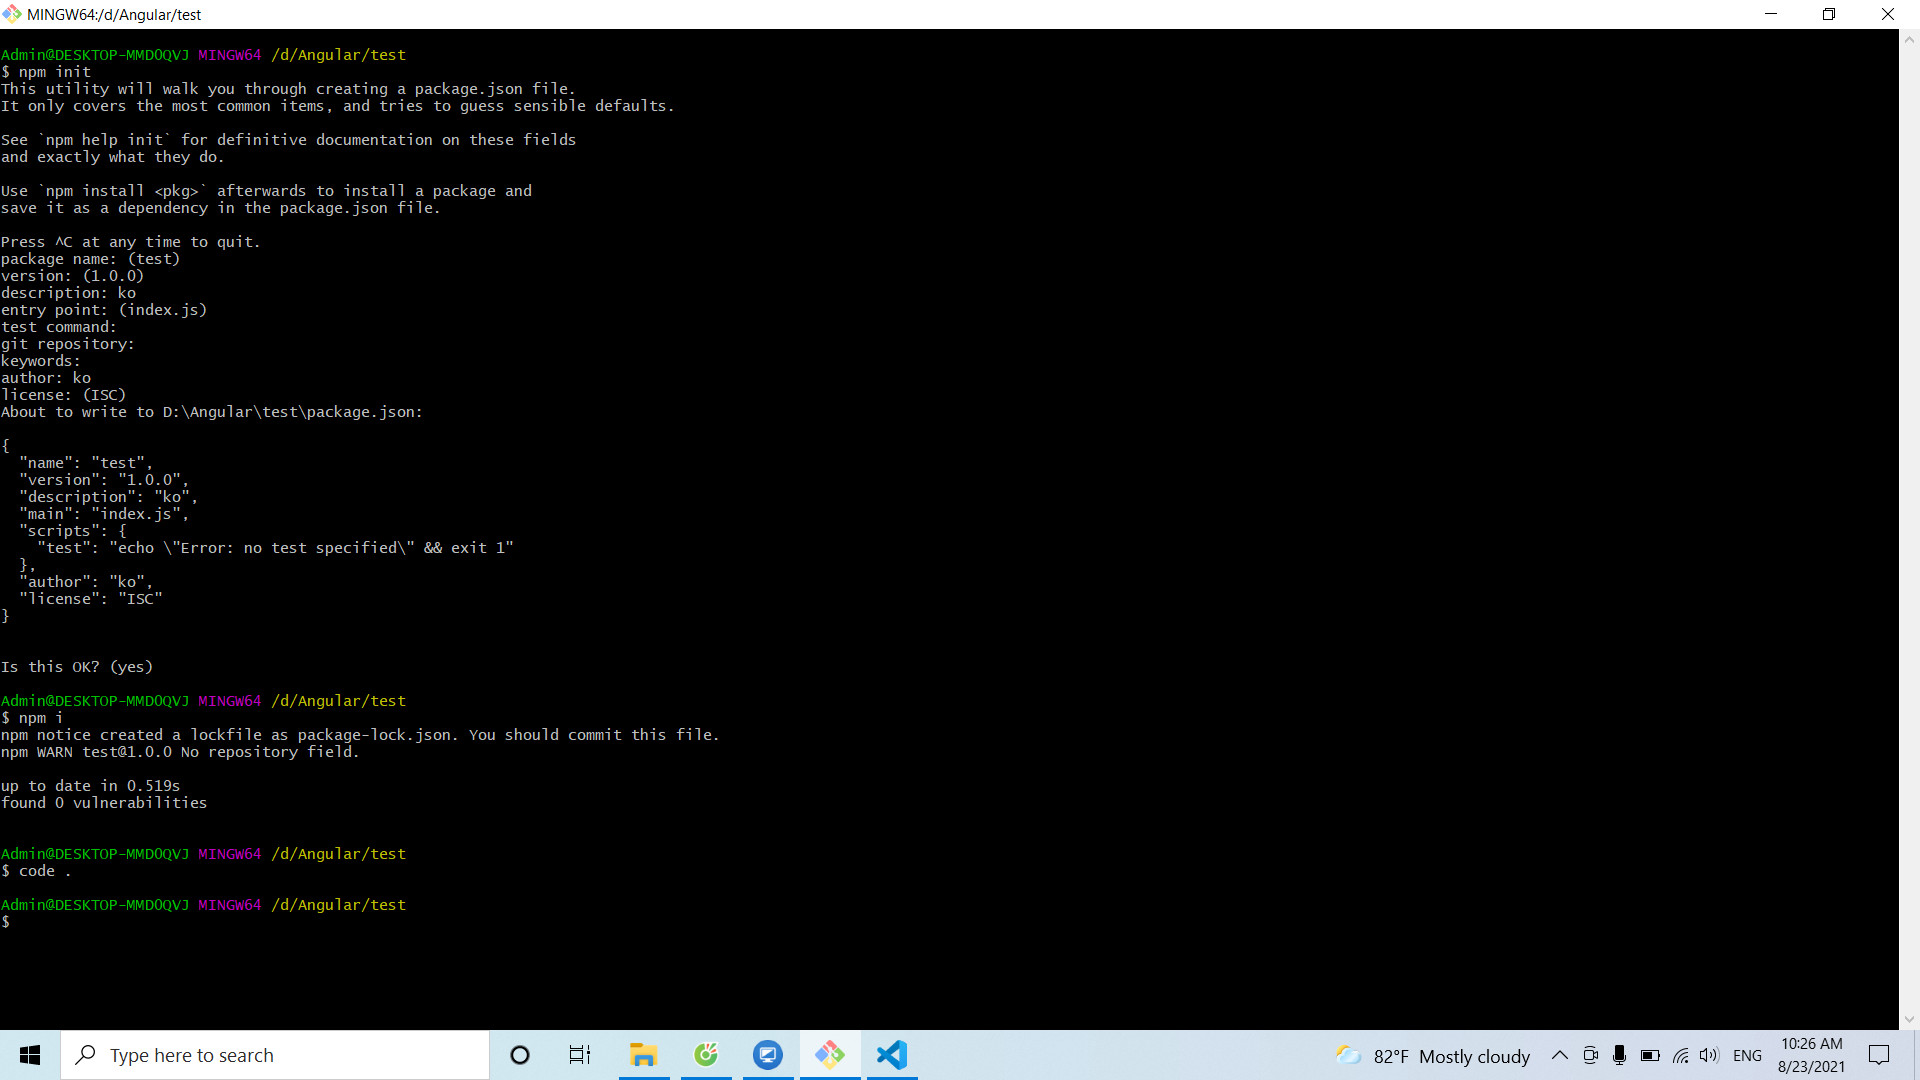 MINGW64:/d/Angular/test
Admin@DESKTOP-MMD0QVJ MINGW64 /d/Angular/test
$ npm init
This utility will walk you through creating a package.json file.
It only covers the most common items, and tries to guess sensible defaults.
See `npm help init` for definitive documentation on these fields
and exactly what they do.
Use `npm install <pkg>` afterwards to install a package and
save it as a dependency in the package.json file.
Press ^C at any time to quit.
package name: (test)
version: (1.0.0)
description: ko
entry point: (index.js)
test command:
git repository:
keywords:
author: ko
license: (ISC)
About to write to D:\Angular\test\package.json:
{
  "name": "test",
  "version": "1.0.0",
  "description": "ko",
  "main": "index.js",
  "scripts": {
    "test": "echo \"Error: no test specified\" && exit 1"
  },
  "author": "ko",
  "license": "ISC"
}
Is this OK? (yes)
Admin@DESKTOP-MMD0QVJ MINGW64 /d/Angular/test
$ npm i
npm notice created a lockfile as package-lock.json. You should commit this file.
npm WARN test@1.0.0 No repository field.
up to date in 0.519s
found 0 vulnerabilities
Admin@DESKTOP-MMD0QVJ MINGW64 /d/Angular/test
$ code .
Admin@DESKTOP-MMD0QVJ MINGW64 /d/Angular/test
$
Type here to search
82°F Mostly cloudy
ENG
10:26 AM
8/23/2021